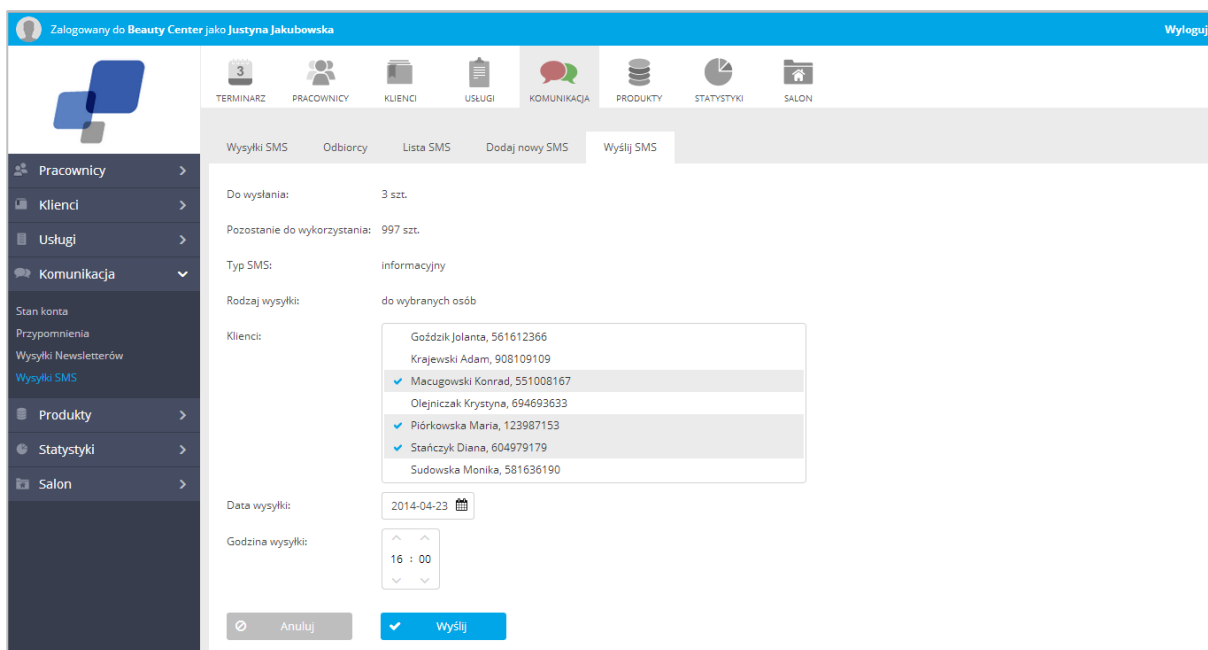 Zalogowany do Beauty Center jako Justyna Jakubowska
Wyloguj
3
TERMINARZ PRACOWNICY KLIENCI USŁUGI KOMUNIKACJA PRODUKTY STATYSTYKI SALON
Wysyłki SMS Odbiorcy Lista SMS Dodaj nowy SMS Wyślij SMS
Pracownicy
Klienci
Usługi
Komunikacja
Stan konta
Przypomnienia
Wysyłki Newsletterów
Wysyłki SMS
Produkty
Statystyki
Salon
Do wysłania: 3 szt.
Pozostanie do wykorzystania: 997 szt.
Typ SMS: informacyjny
Rodzaj wysyłki: do wybranych osób
Klienci:
Goździk Jolanta, 561612366
Krajewski Adam, 908109109
Macugowski Konrad, 551008167
Olejniczak Krystyna, 694693633
Piórkowska Maria, 123987153
Stańczyk Diana, 604979179
Sudowska Monika, 581636190
Data wysyłki: 2014-04-23
Godzina wysyłki:
16 : 00
Anuluj Wyślij